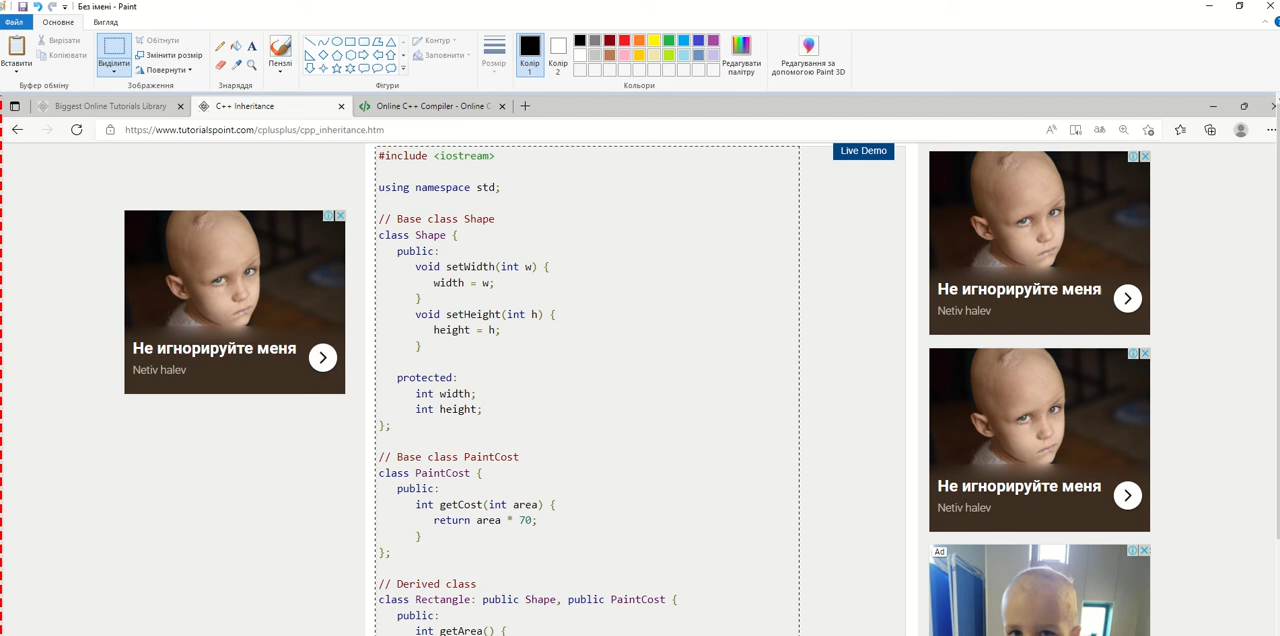 Без імені - Paint
Файл Основне Вигляд
Вставити
Вирізати
Копіювати
Буфер обміну
Виділити
Обітнути
Змінити розмір
Повернути
Зображення
A
Знаряддя
Пензлі
Контур
Заповнити
Фігури
Розмір
Колір 1
Колір 2
Редагувати палітру
Кольори
Редагування за допомогою Paint 3D
Biggest Online Tutorials Library
C++ Inheritance
Online C++ Compiler - Online C
https://www.tutorialspoint.com/cplusplus/cpp_inheritance.htm
Live Demo
#include <iostream>
using namespace std;
// Base class Shape
class Shape {
public:
void setWidth(int w) {
width = w;
}
void setHeight(int h) {
height = h;
}
protected:
int width;
int height;
};
// Base class PaintCost
class PaintCost {
public:
int getCost(int area) {
return area * 70;
}
};
// Derived class
class Rectangle: public Shape, public PaintCost {
public:
int getArea() {
Не игнорируйте меня
Netiv halev
Не игнорируйте меня
Netiv halev
Не игнорируйте меня
Netiv halev
Ad